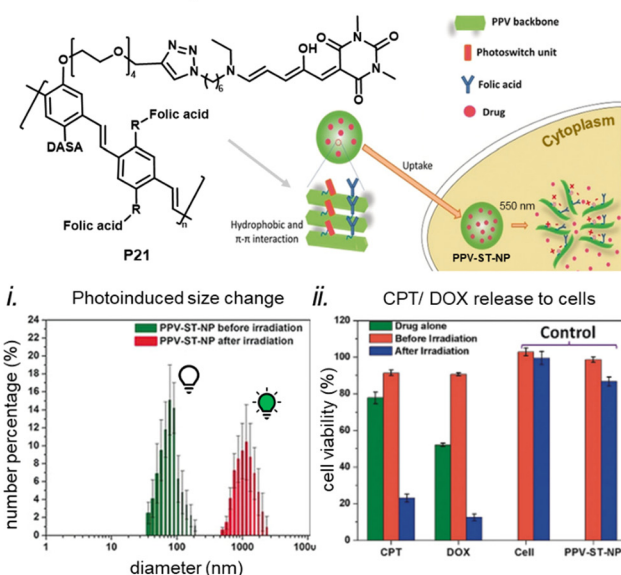 PPV backbone
Photoswitch unit
Folic acid
Drug
O
O
4
N=N
N
6
N
OH
O
O
N
N
O
DASA
R
Folic acid
Folic acid
R
n
P21
Hydrophobic and
π-π interaction
Uptake
Cytoplasm
550 nm
PPV-ST-NP
i. Photoinduced size change
PPV-ST-NP before irradiation
PPV-ST-NP after irradiation
number percentage (%)
24
22
20
18
16
14
12
10
8
6
4
2
0
1 10 100 1000
diameter (nm)
ii. CPT/ DOX release to cells
Drug alone
Before Irradiation
After Irradiation
Control
cell viability (%)
120
100
80
60
40
20
0
CPT DOX Cell PPV-ST-NP